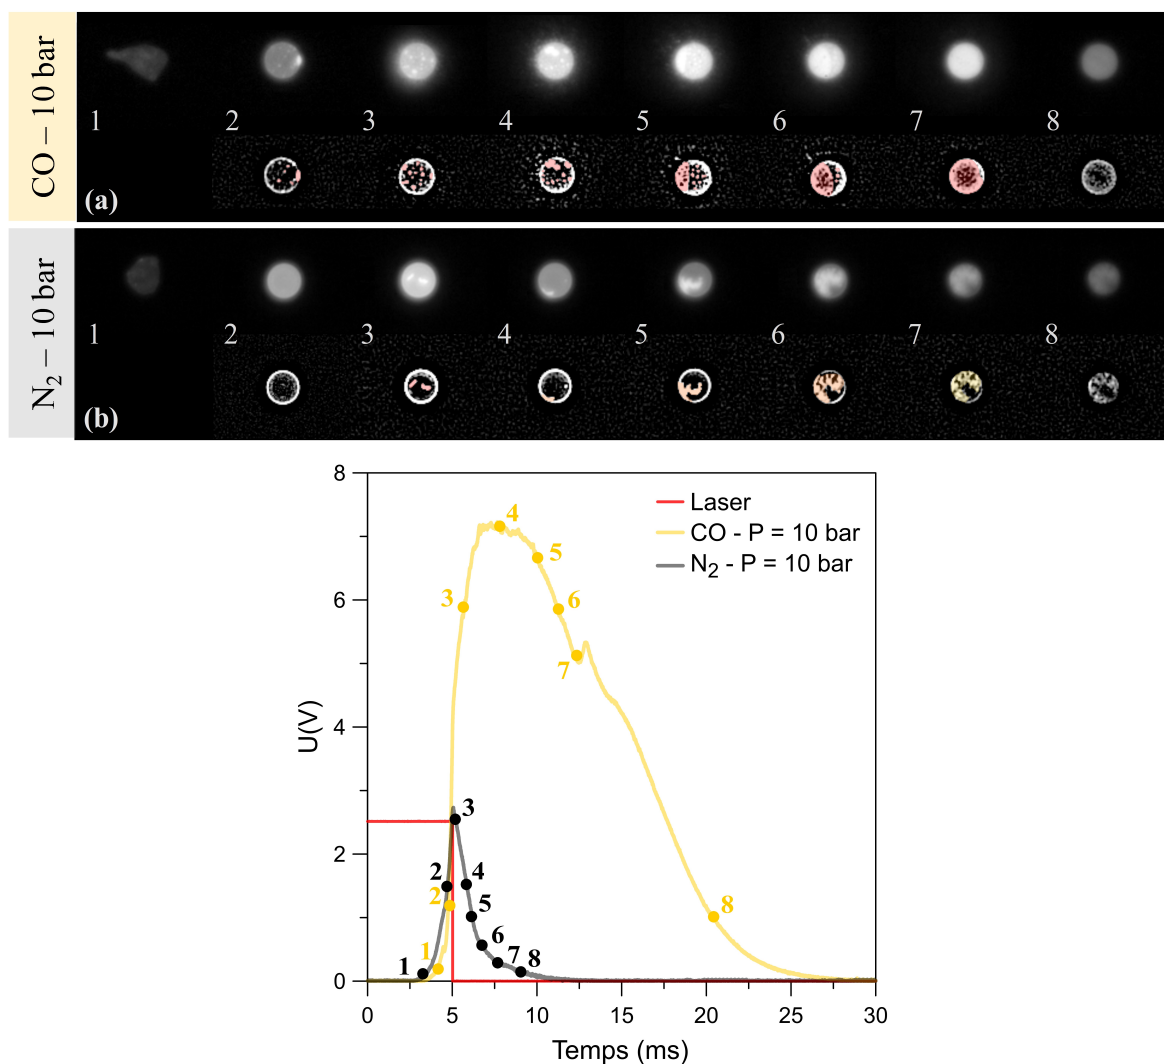 CO – 10 bar
1 2 3 4 5 6 7 8
(a)
N₂ – 10 bar
1 2 3 4 5 6 7 8
(b)
8
6
4
2
0
U(V)
Laser
CO - P = 10 bar
N₂ - P = 10 bar
1 2 3 4 5 6 7 8
1 2 3 4 5 6 7 8
0 5 10 15 20 25 30
Temps (ms)